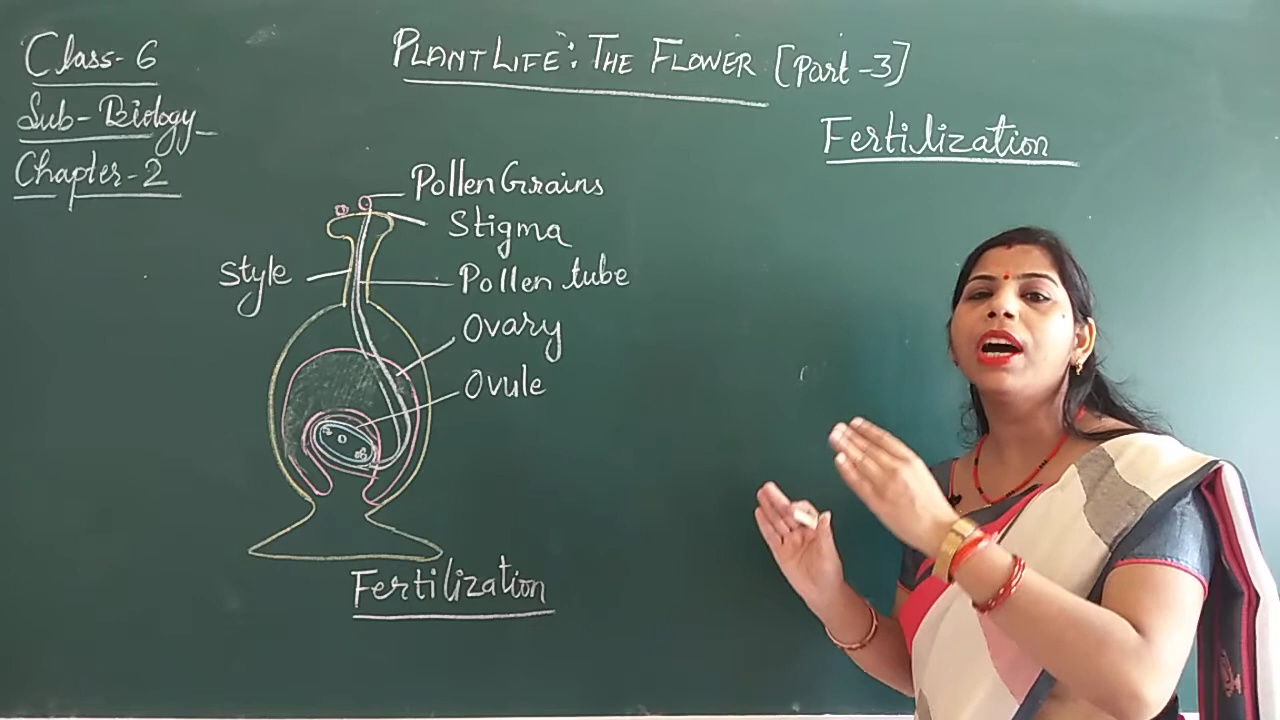 Class-6
Sub-Biology
Chapter-2
PLANT LIFE: THE FLOWER [Part-3]
Fertilization
Pollen Grains
Stigma
Style
Pollen tube
Ovary
Ovule
Fertilization